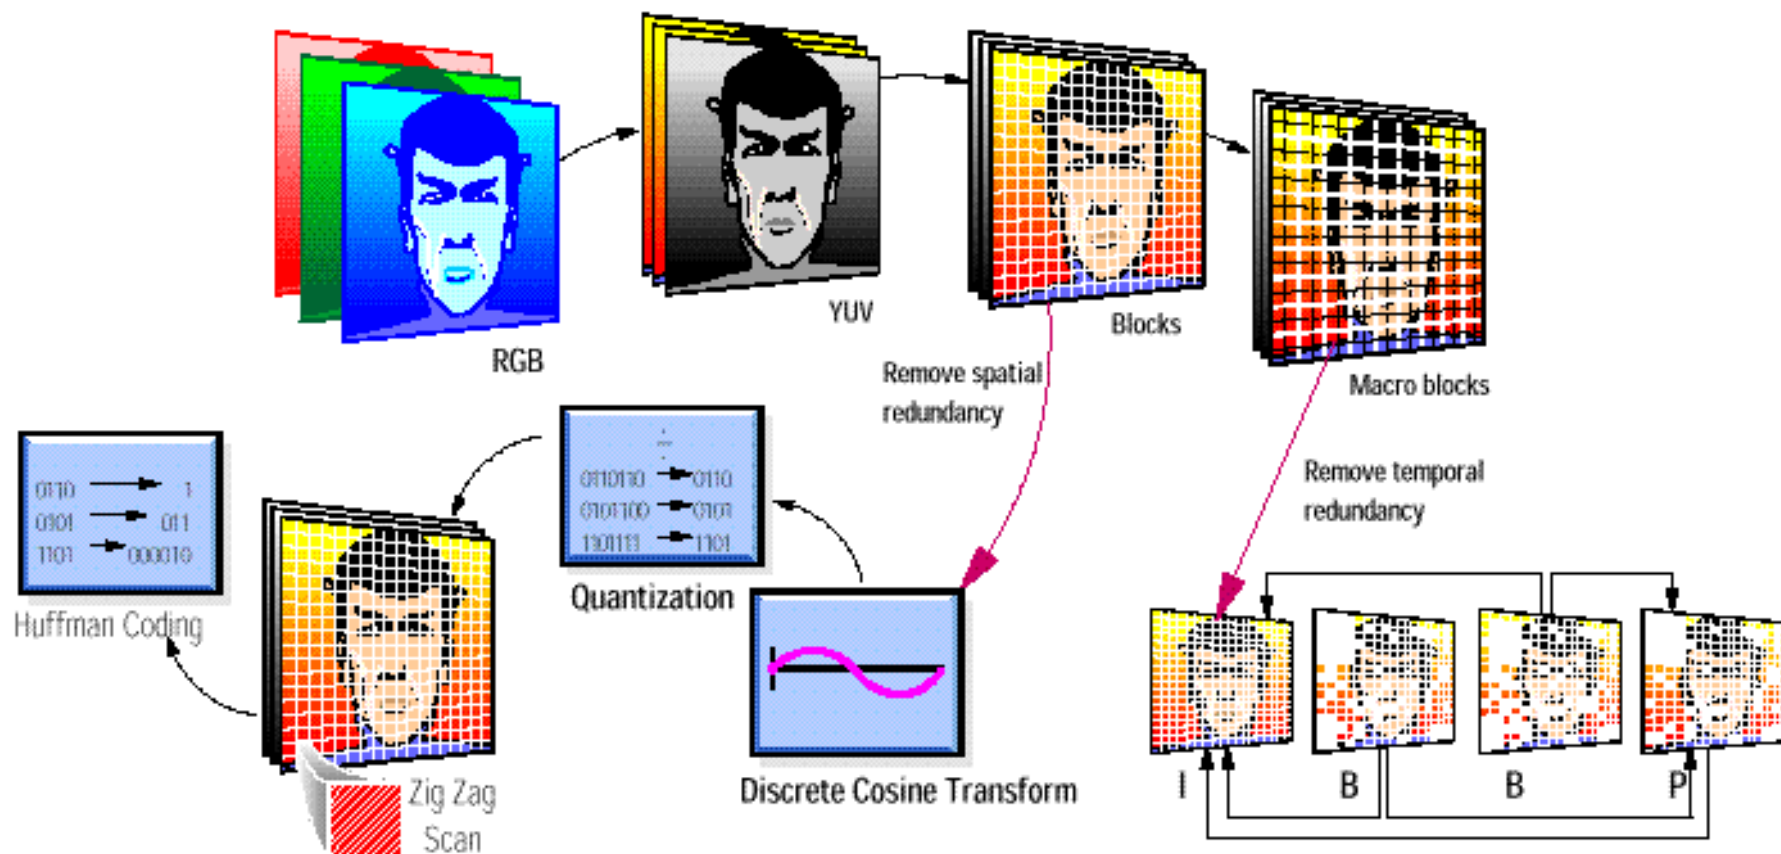 RGB
YUV
Blocks
Macro blocks
Remove spatial
redundancy
Remove temporal
redundancy
0110 1
0101 011
1101 000010
Huffman Coding
0110110 0110
0101100 0101
1101111 1101
Quantization
Discrete Cosine Transform
Zig Zag
Scan
I B B P